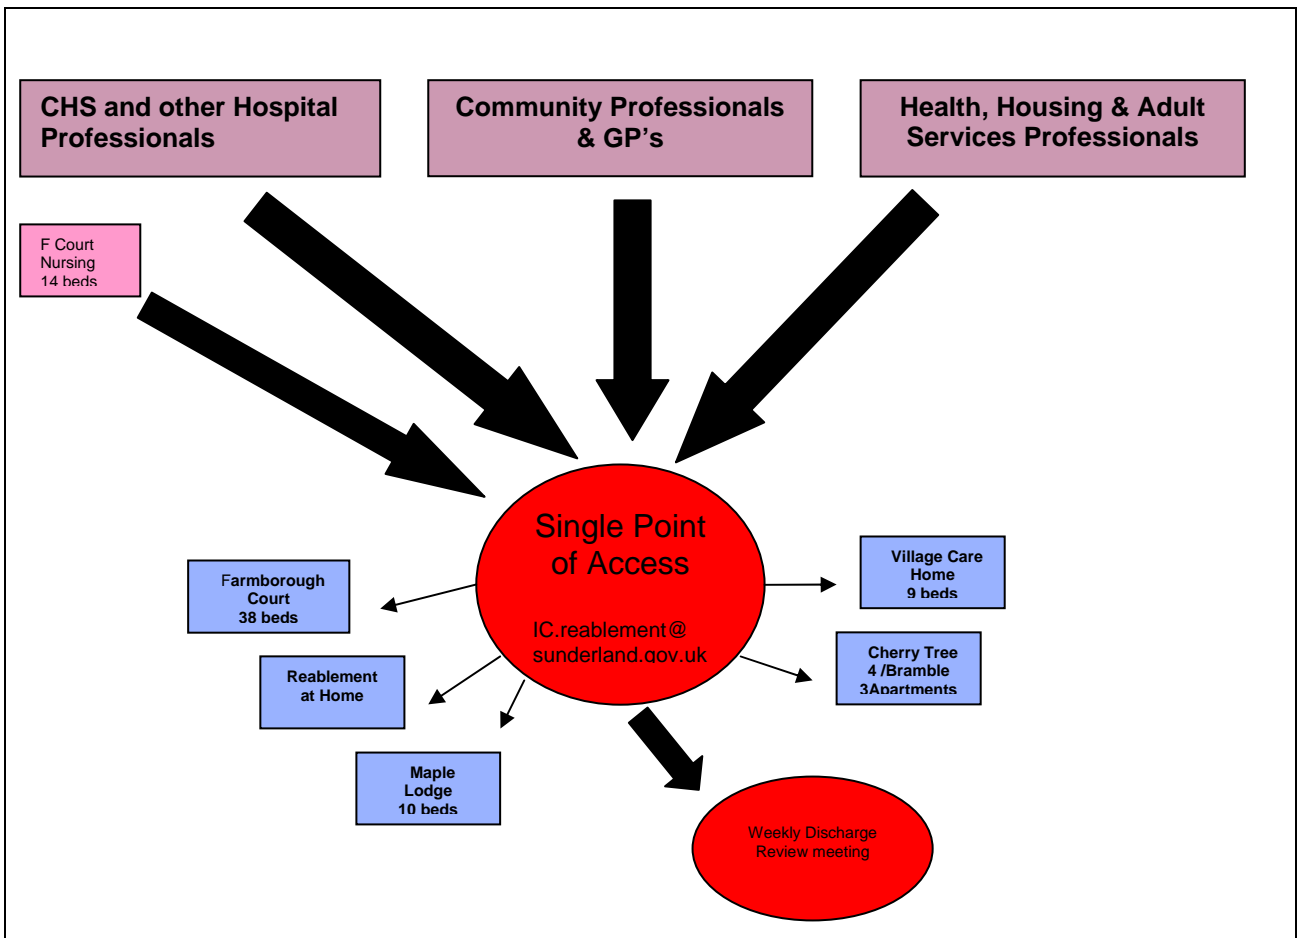 CHS and other Hospital
Professionals
Community Professionals
& GP's
Health, Housing & Adult
Services Professionals
F Court
Nursing
14 beds
Single Point
of Access
IC.reablement@
sunderland.gov.uk
Farmborough
Court
38 beds
Reablement
at Home
Maple
Lodge
10 beds
Village Care
Home
9 beds
Cherry Tree
4 /Bramble
3Apartments
Weekly Discharge
Review meeting